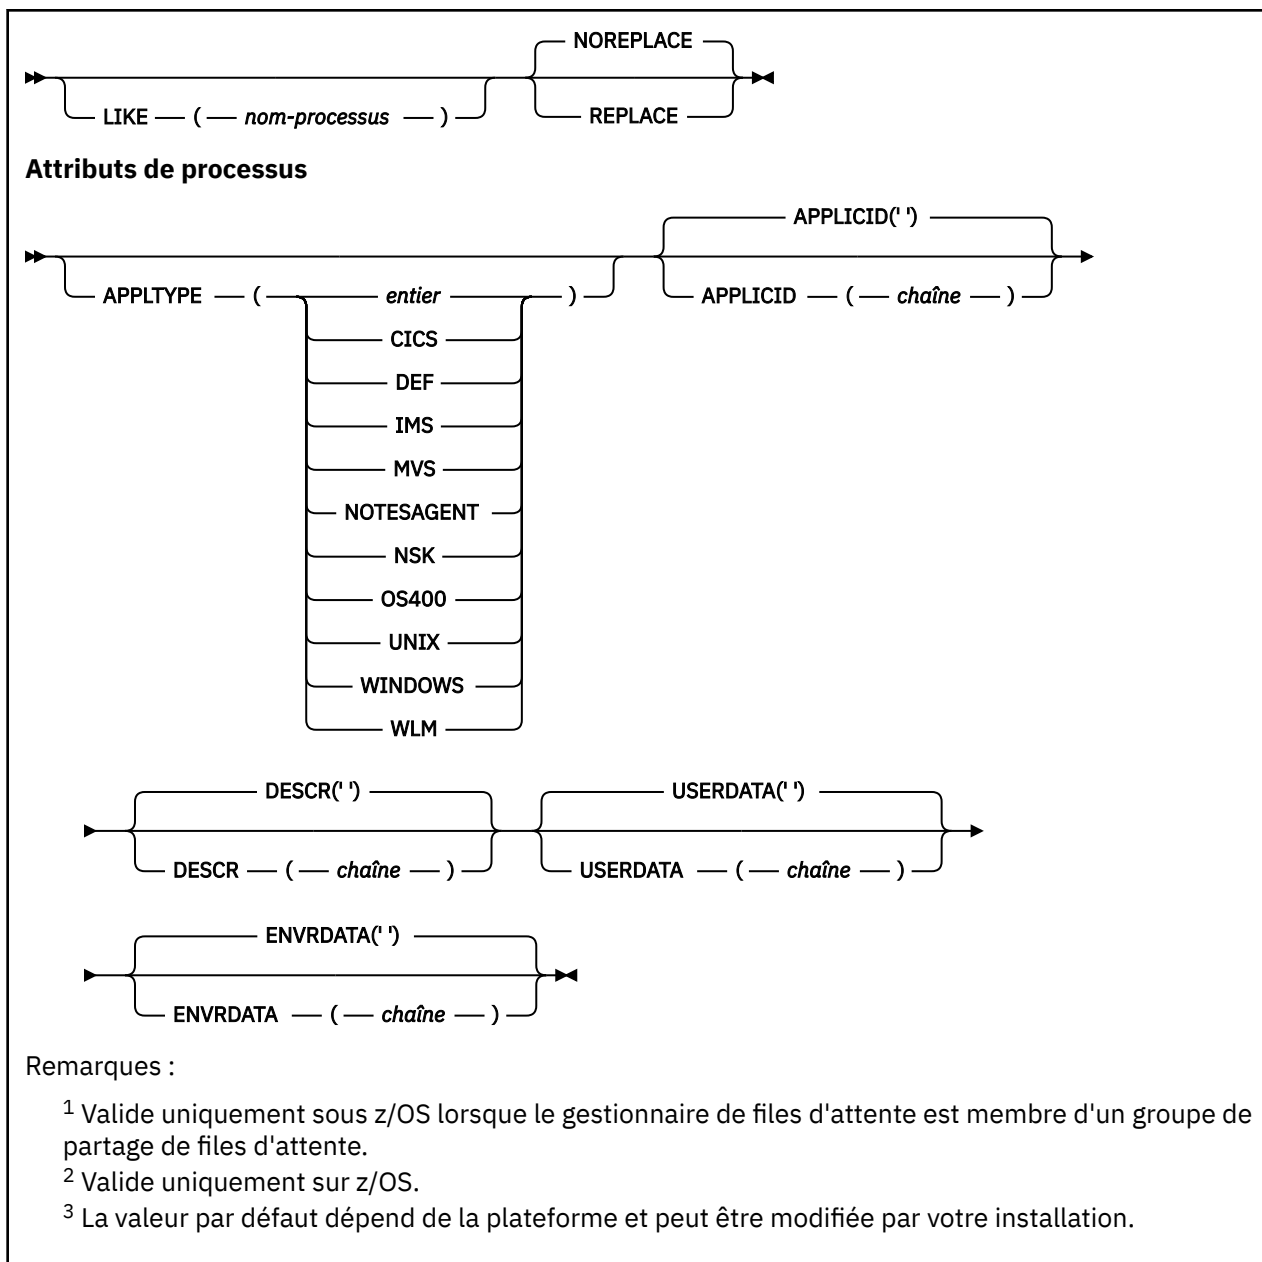 NOREPLACE
LIKE ( nom-processus )
REPLACE
Attributs de processus
APPLICID(' ')
APPLTYPE ( entier )
APPLICID ( chaîne )
CICS
DEF
IMS
MVS
NOTESAGENT
NSK
OS400
UNIX
WINDOWS
WLM
DESCR(' ')
USERDATA(' ')
DESCR ( chaîne )
USERDATA ( chaîne )
ENVRDATA(' ')
ENVRDATA ( chaîne )
Remarques :
1 Valide uniquement sous z/OS lorsque le gestionnaire de files d'attente est membre d'un groupe de
partage de files d'attente.
2 Valide uniquement sur z/OS.
3 La valeur par défaut dépend de la plateforme et peut être modifiée par votre installation.